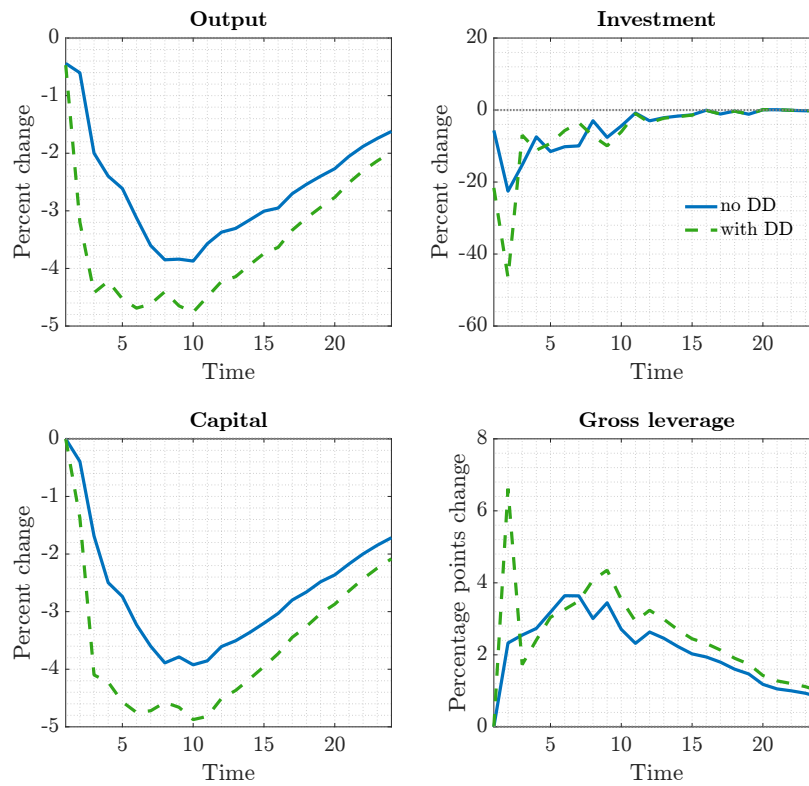 Output
Percent change
0
-1
-2
-3
-4
-5
5
10
15
20
Time
Investment
Percent change
20
0
-20
-40
-60
no DD
with DD
5
10
15
20
Time
Capital
Percent change
0
-1
-2
-3
-4
-5
5
10
15
20
Time
Gross leverage
Percentage points change
8
6
4
2
0
5
10
15
20
Time